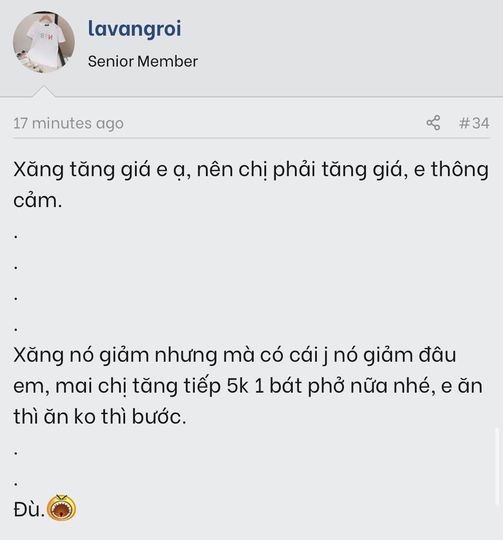 lavangroi
Senior Member
17 minutes ago
#34
Xăng tăng giá e ạ, nên chị phải tăng giá, e thông
cảm.
.
.
.
.
Xăng nó giảm nhưng mà có cái j nó giảm đâu
em, mai chị tăng tiếp 5k 1 bát phở nữa nhé, e ăn
thì ăn ko thì bước.
.
.
Đù.